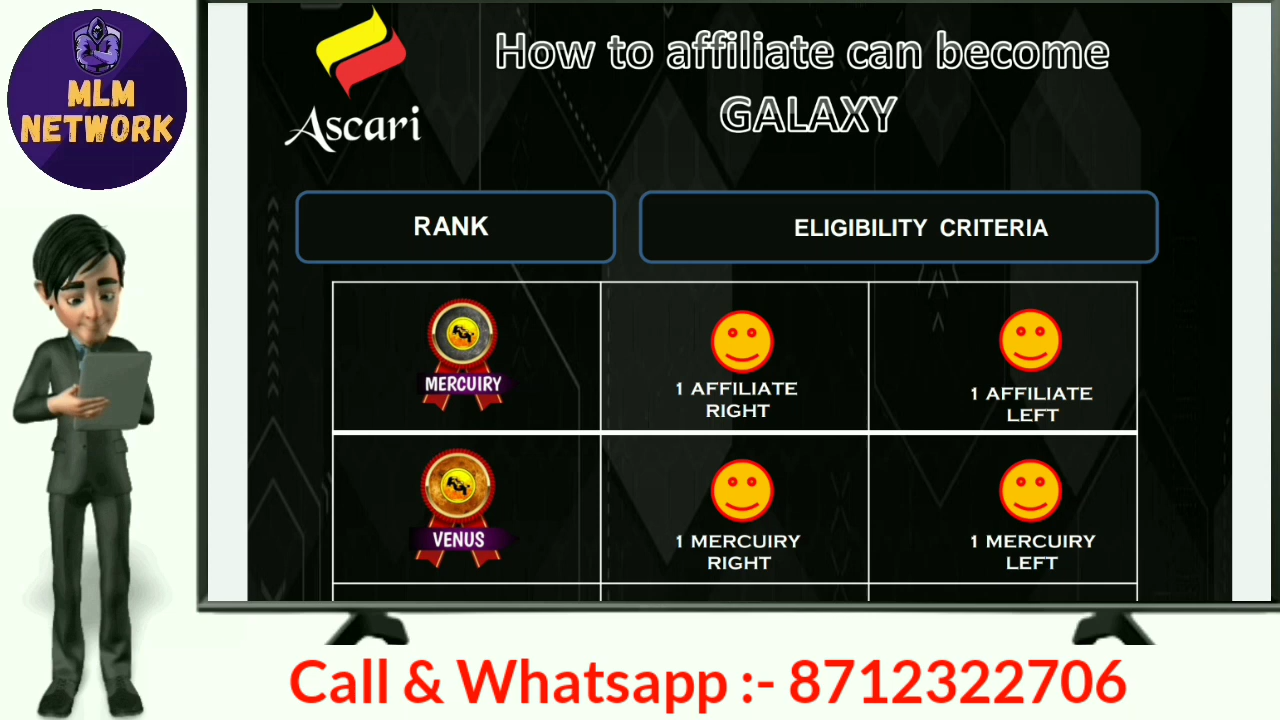 MLM
NETWORK
Ascari
How to affiliate can become
GALAXY
RANK
ELIGIBILITY CRITERIA
MERCUIRY
1 AFFILIATE
RIGHT
1 AFFILIATE
LEFT
VENUS
1 MERCUIRY
RIGHT
1 MERCUIRY
LEFT
Call & Whatsapp :- 8712322706